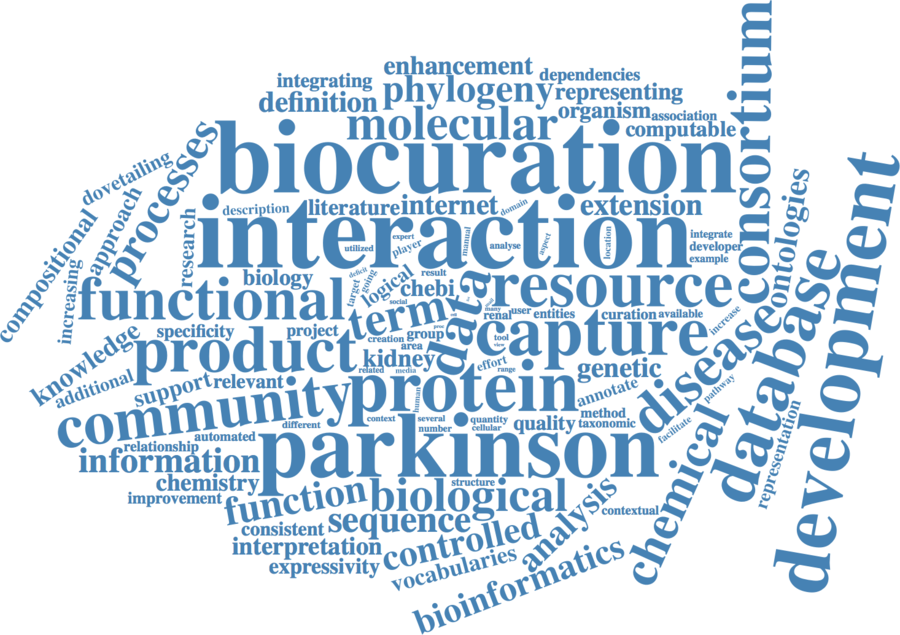 enhancement
integrating
dependencies
definition
phylogeny
representing
organism
association
molecular
computable
consortium
biocuration
processes
dovetailing
approach
compositional
increasing
research
description
literature
internet
domain
extension
interaction
utilized
expert
player
manual
analyse
aspect
location
integrate
developer
example
ontologies
development
biology
deficit
going
target
logical
result
chebi
social
functional
term
data
resource
many
renal
user
entities
curation
available
increase
database
disease
knowledge
specificity
project
creation
group
area
tool
view
capture
product
kidney
related
media
effort
range
genetic
additional
support
relevant
human
protein
annotate
pathway
facilitate
community
different
context
several
number
quantity
cellular
quality
method
taxonomic
representation
automated
relationship
information
parkinson
chemical
chemistry
improvement
structure
function
biological
contextual
consistent
sequence
analysis
interpretation
controlled
expressivity
vocabularies
bioinformatics